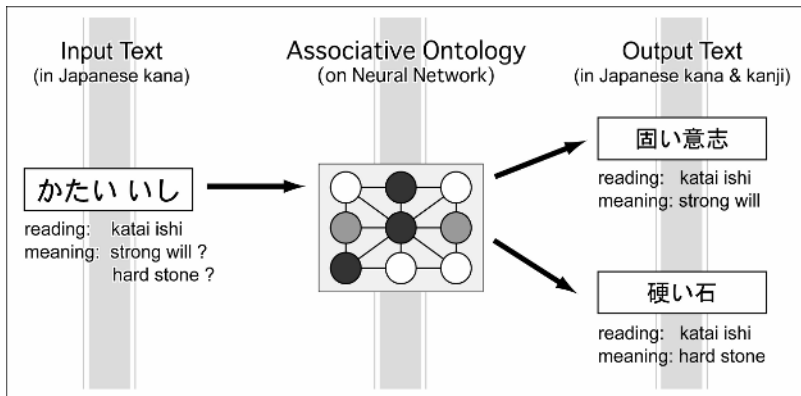 Input Text
(in Japanese kana)
かたい いし
reading: katai ishi
meaning: strong will ?
hard stone ?
Associative Ontology
(on Neural Network)
Output Text
(in Japanese kana & kanji)
固い意志
reading: katai ishi
meaning: strong will
硬い石
reading: katai ishi
meaning: hard stone